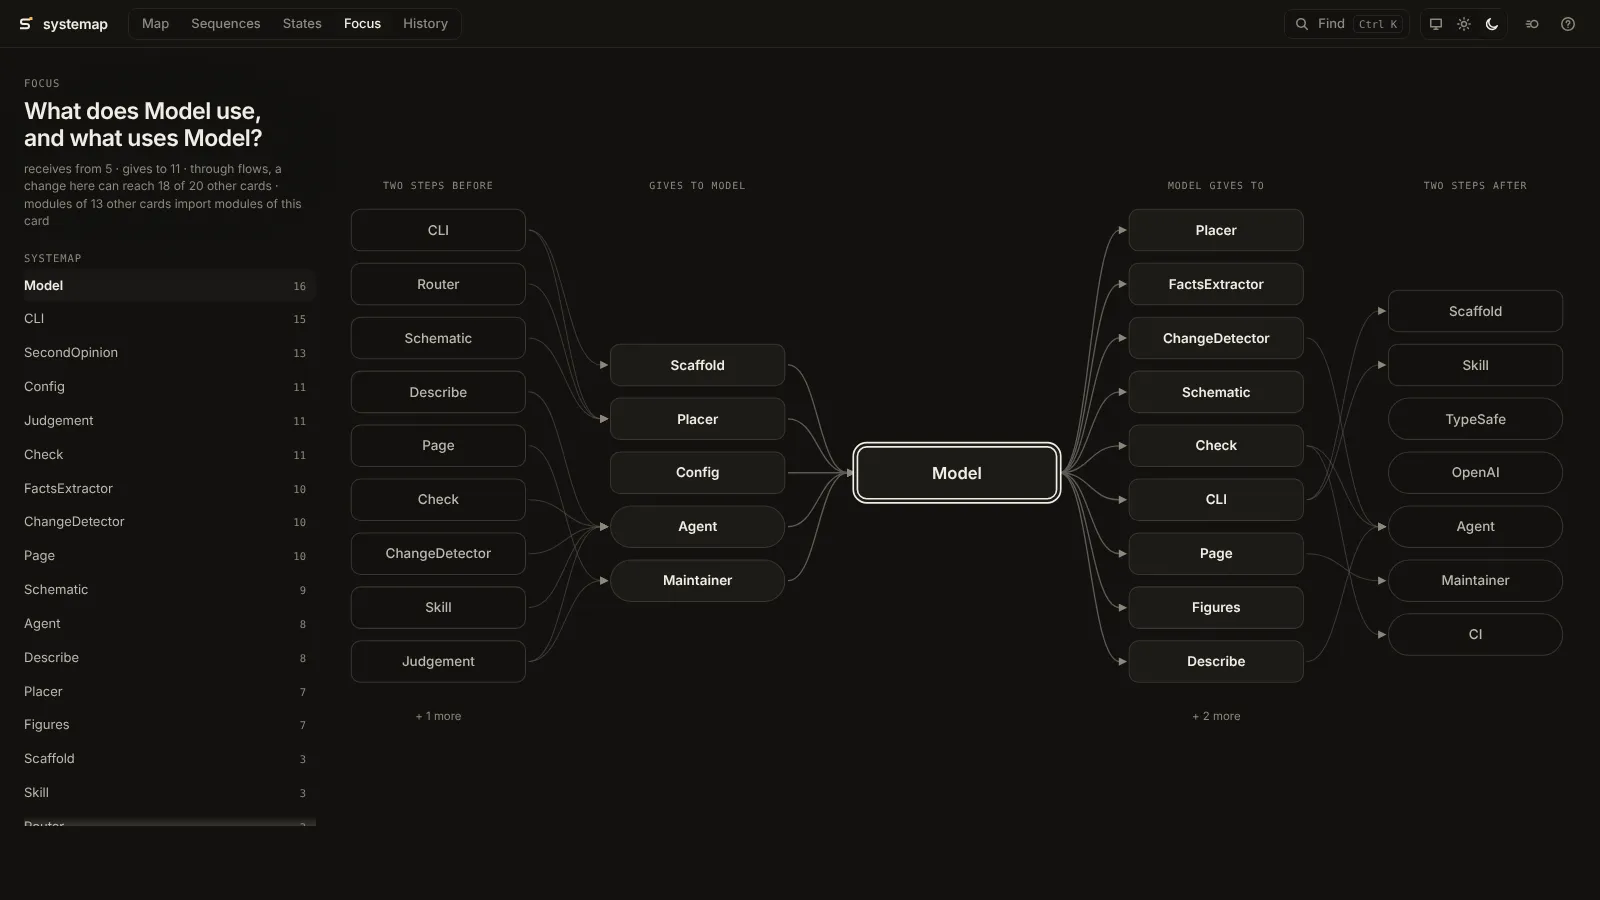 systemap
Map
Sequences
States
Focus
History
Find
Ctrl K
FOCUS
What does Model use,
and what uses Model?
receives from 5 · gives to 11 · through flows, a
change here can reach 18 of 20 other cards ·
modules of 13 other cards import modules of this
card
SYSTEMAP
Model 16
CLI 15
SecondOpinion 13
Config 11
Judgement 11
Check 11
FactsExtractor 10
ChangeDetector 10
Page 10
Schematic 9
Agent 8
Describe 8
Placer 7
Figures 7
Scaffold 3
Skill 3
TWO STEPS BEFORE
CLI
Router
Schematic
Describe
Page
Check
ChangeDetector
Skill
Judgement
+ 1 more
GIVES TO MODEL
Scaffold
Placer
Config
Agent
Maintainer
Model
MODEL GIVES TO
Placer
FactsExtractor
ChangeDetector
Schematic
Check
CLI
Page
Figures
Describe
+ 2 more
TWO STEPS AFTER
Scaffold
Skill
TypeSafe
OpenAI
Agent
Maintainer
CI